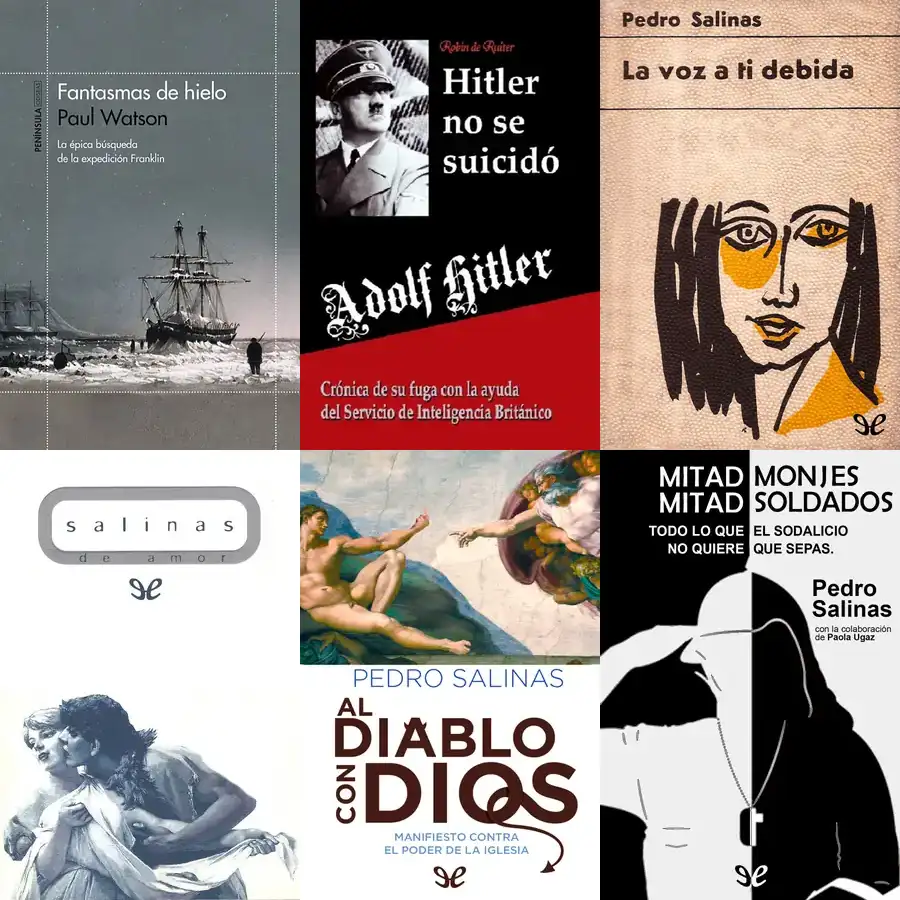 Fantasmas de hielo
Paul Watson
La épica búsqueda
de la expedición Franklin
PENÍNSULA
Robin de Ruiter
Hitler
no se
suicidó
Adolf Hitler
Crónica de su fuga con la ayuda
del Servicio de Inteligencia Británico
Pedro Salinas
La voz a ti debida
salinas
de amor
PEDRO SALINAS
AL
DIABLO
CON
DIOS
MANIFIESTO CONTRA
EL PODER DE LA IGLESIA
MITAD MONJES
MITAD SOLDADOS
TODO LO QUE EL SODALICIO
NO QUIERE QUE SEPAS.
Pedro
Salinas
con la colaboración
de Paola Ugaz